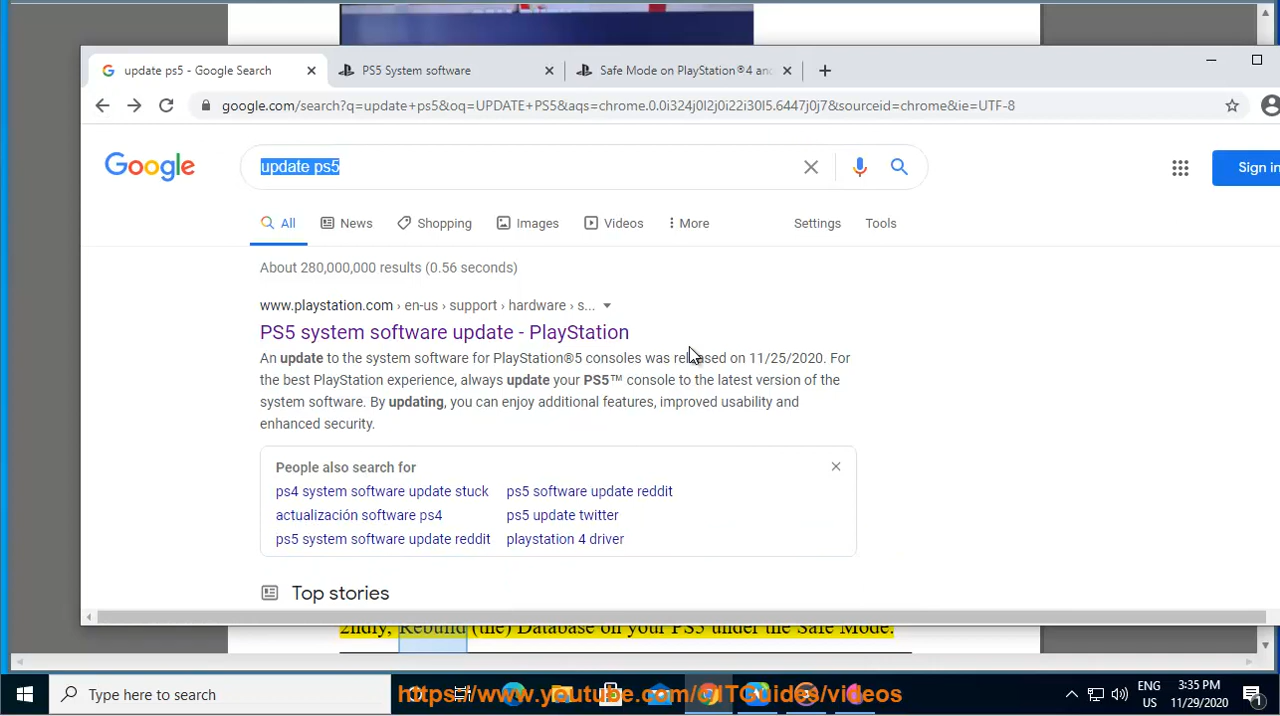 update ps5 - Google Search
PS5 System software
Safe Mode on PlayStation®4 and
google.com/search?q=update+ps5&oq=UPDATE+PS5&aqs=chrome.0.0i324j0l2j0i22i30l5.6447j0j7&sourceid=chrome&ie=UTF-8
Google
update ps5
Sign in
All News Shopping Images Videos More Settings Tools
About 280,000,000 results (0.56 seconds)
www.playstation.com › en-us › support › hardware › s...
PS5 system software update - PlayStation
An update to the system software for PlayStation®5 consoles was released on 11/25/2020. For
the best PlayStation experience, always update your PS5™ console to the latest version of the
system software. By updating, you can enjoy additional features, improved usability and
enhanced security.
People also search for
ps4 system software update stuck ps5 software update reddit
actualización software ps4 ps5 update twitter
ps5 system software update reddit playstation 4 driver
Top stories
2ndly, Rebuild (the) Database on your PS5 under the Safe Mode.
Type here to search
https://www.youtube.com/@ITGuides/videos
ENG
US
3:35 PM
11/29/2020
1